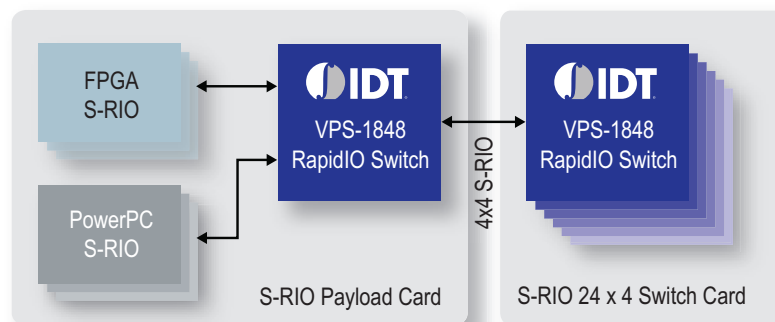 FPGA
S-RIO
PowerPC
S-RIO
IDT
VPS-1848
RapidIO Switch
S-RIO Payload Card
4x4 S-RIO
IDT
VPS-1848
RapidIO Switch
S-RIO 24 x 4 Switch Card